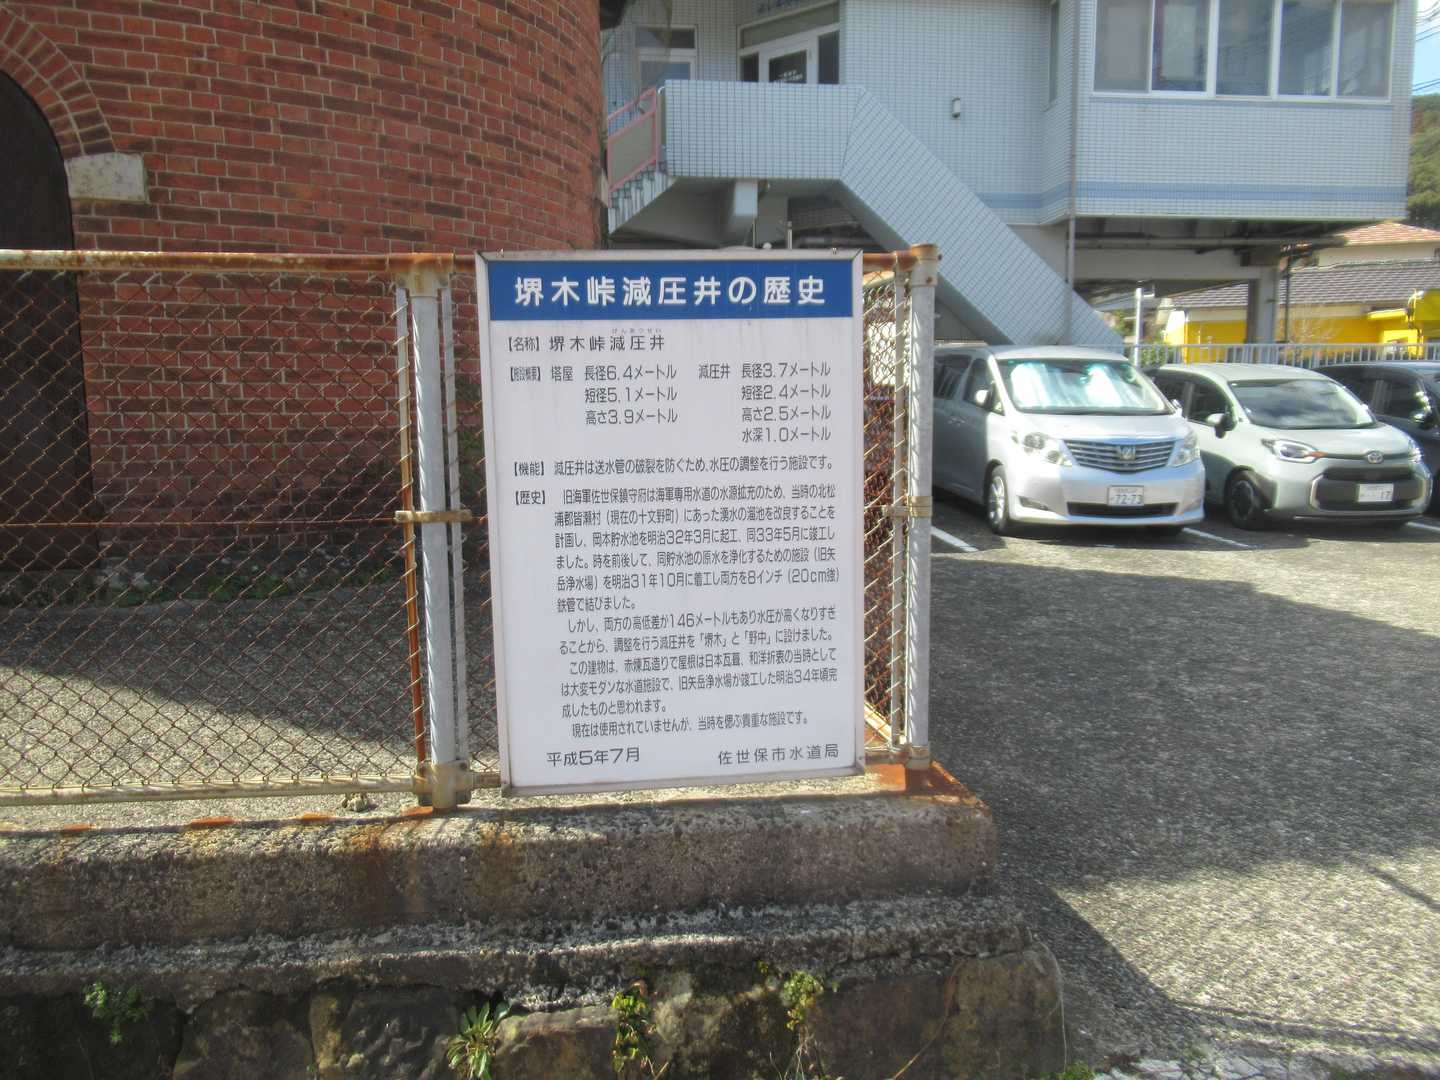 堺木峠減圧井の歴史
げんあつせい
【名称】堺木峠減圧井
【施設概要】塔屋 長径6.4メートル 減圧井 長径3.7メートル
短径5.1メートル 短径2.4メートル
高さ3.9メートル 高さ2.5メートル
水深1.0メートル
【機能】減圧井は送水管の破裂を防ぐため、水圧の調整を行う施設です。
【歴史】 旧海軍佐世保鎮守府は海軍専用水道の水源拡充のため、当時の北松
浦郡皆瀬村（現在の十文野町）にあった湧水の溜池を改良することを
計画し、岡本貯水池を明治32年3月に起工、同33年5月に竣工し
ました。時を前後して、同貯水池の原水を浄化するための施設（旧矢
岳浄水場）を明治31年10月に着工し両方を8インチ（20cm強）
鉄管で結びました。
しかし、両方の高低差が146メートルもあり水圧が高くなりすぎ
ることから、調整を行う減圧井を「堺木」と「野中」に設けました。
この建物は、赤煉瓦造りで屋根は日本瓦葺、和洋折衷の当時として
は大変モダンな水道施設で、旧矢岳浄水場が竣工した明治34年頃完
成したものと思われます。
現在は使用されていませんが、当時を偲ぶ貴重な施設です。
平成5年7月 佐世保市水道局
72-73
17